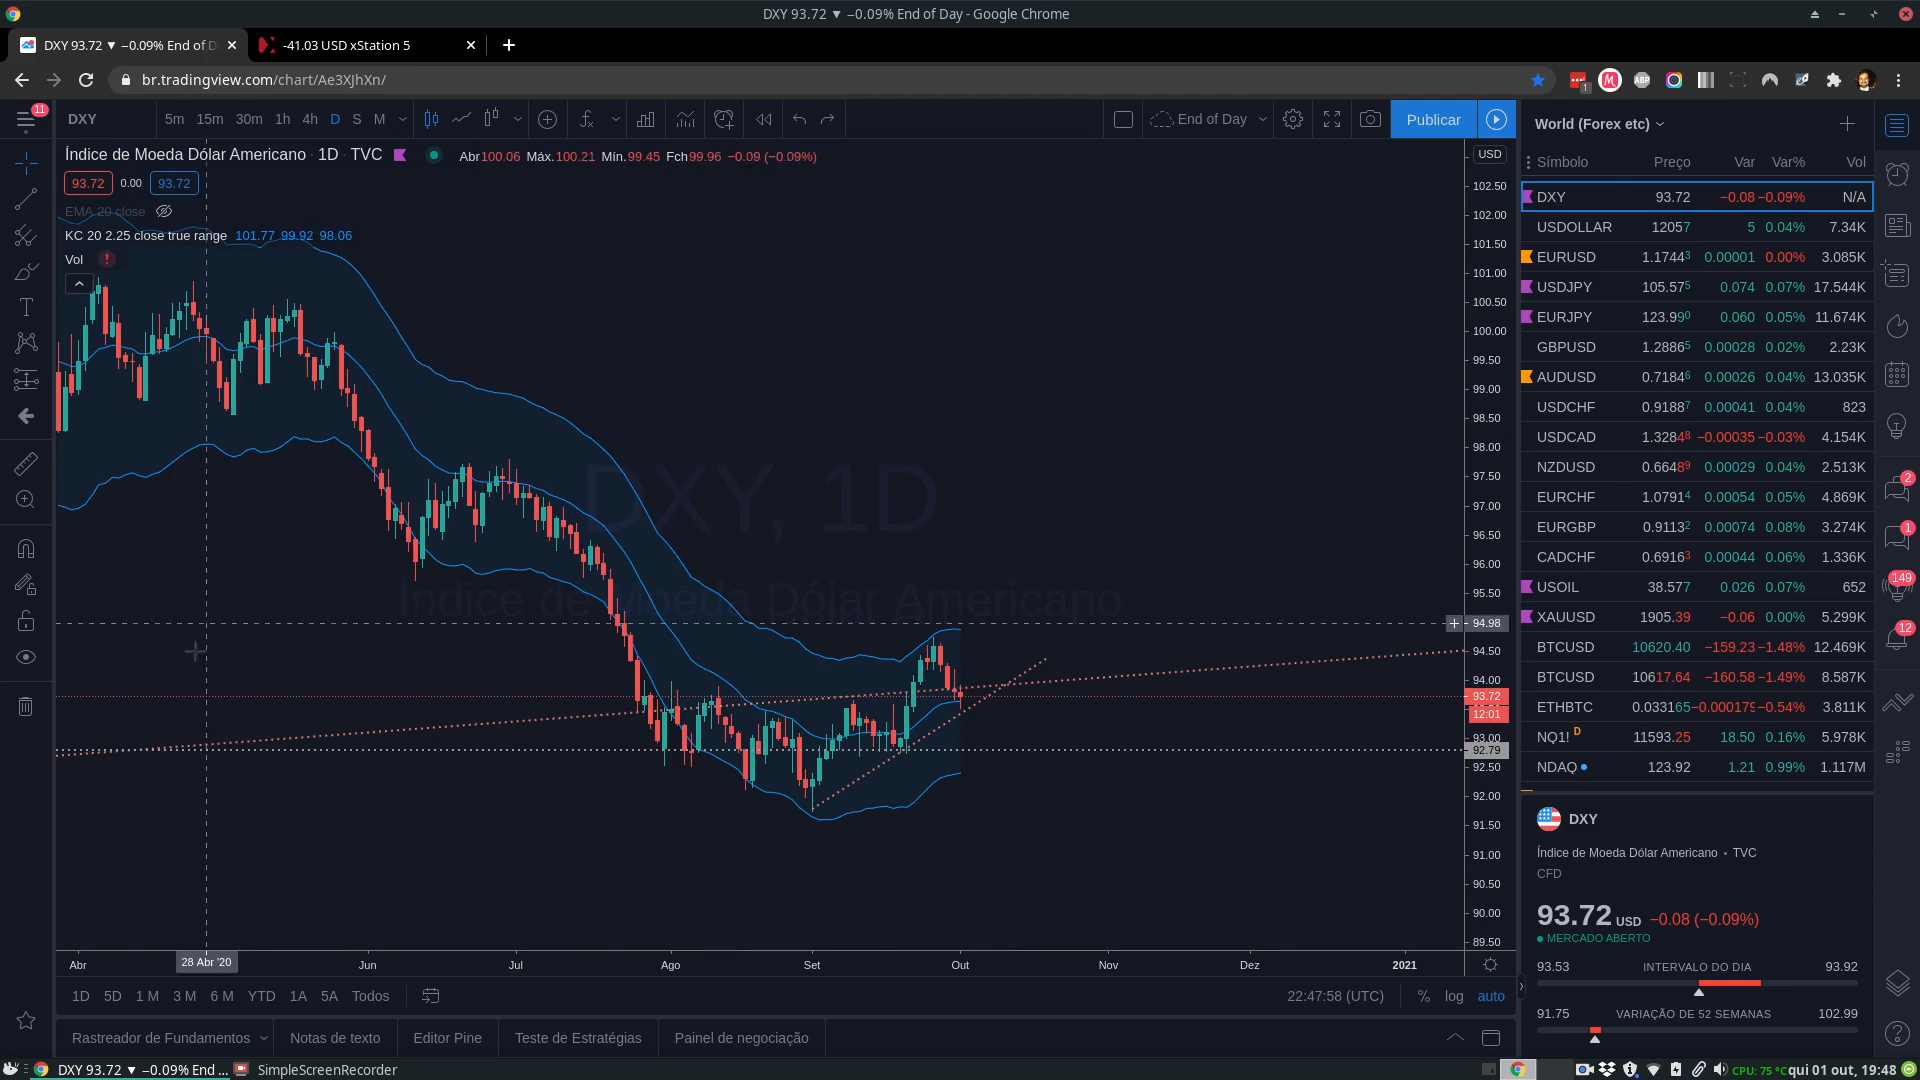 DXY 93.72 ▼ −0.09% End of Day - Google Chrome
DXY 93.72 ▼ −0.09% End of D
-41.03 USD xStation 5
br.tradingview.com/chart/Ae3XJhXn/
11
DXY
5m 15m 30m 1h 4h D S M
End of Day
Publicar
Índice de Moeda Dólar Americano · 1D · TVC
Abr100.06 Máx.100.21 Mín.99.45 Fch99.96 −0.09 (−0.09%)
93.72 0.00 93.72
EMA 20 close
KC 20 2.25 close true range 101.77 99.92 98.06
Vol !
DXY, 1D
Índice de Moeda Dólar Americano
USD
102.50
102.00
101.50
101.00
100.50
100.00
99.50
99.00
98.50
98.00
97.50
97.00
96.50
96.00
95.50
94.98
94.50
94.00
93.72
12:01
93.00
92.79
92.50
92.00
91.50
91.00
90.50
90.00
89.50
Abr 28 Abr '20 Jun Jul Ago Set Out Nov Dez 2021
1D 5D 1 M 3 M 6 M YTD 1A 5A Todos
22:47:58 (UTC) % log auto
Rastreador de Fundamentos Notas de texto Editor Pine Teste de Estratégias Painel de negociação
World (Forex etc)
Símbolo Preço Var Var% Vol
DXY 93.72 −0.08 −0.09% N/A
USDOLLAR 12057 5 0.04% 7.34K
EURUSD 1.17443 0.00001 0.00% 3.085K
USDJPY 105.575 0.074 0.07% 17.544K
EURJPY 123.990 0.060 0.05% 11.674K
GBPUSD 1.28865 0.00028 0.02% 2.23K
AUDUSD 0.71846 0.00026 0.04% 13.035K
USDCHF 0.91887 0.00041 0.04% 823
USDCAD 1.32848 −0.00035 −0.03% 4.154K
NZDUSD 0.66489 0.00029 0.04% 2.513K
EURCHF 1.07914 0.00054 0.05% 4.869K
EURGBP 0.91132 0.00074 0.08% 3.274K
CADCHF 0.69163 0.00044 0.06% 1.336K
USOIL 38.577 0.026 0.07% 652
XAUUSD 1905.39 −0.06 0.00% 5.299K
BTCUSD 10620.40 −159.23 −1.48% 12.469K
BTCUSD 10617.64 −160.58 −1.49% 8.587K
ETHBTC 0.033165 −0.000179 −0.54% 3.811K
NQ1! D 11593.25 18.50 0.16% 5.978K
NDAQ 123.92 1.21 0.99% 1.117M
DXY
Índice de Moeda Dólar Americano • TVC
CFD
93.72 USD −0.08 (−0.09%)
MERCADO ABERTO
93.53 INTERVALO DO DIA 93.92
91.75 VARIAÇÃO DE 52 SEMANAS 102.99
2
1
149
12
DXY 93.72 ▼ −0.09% End ...
SimpleScreenRecorder
CPU: 75 °C
qui 01 out, 19:48